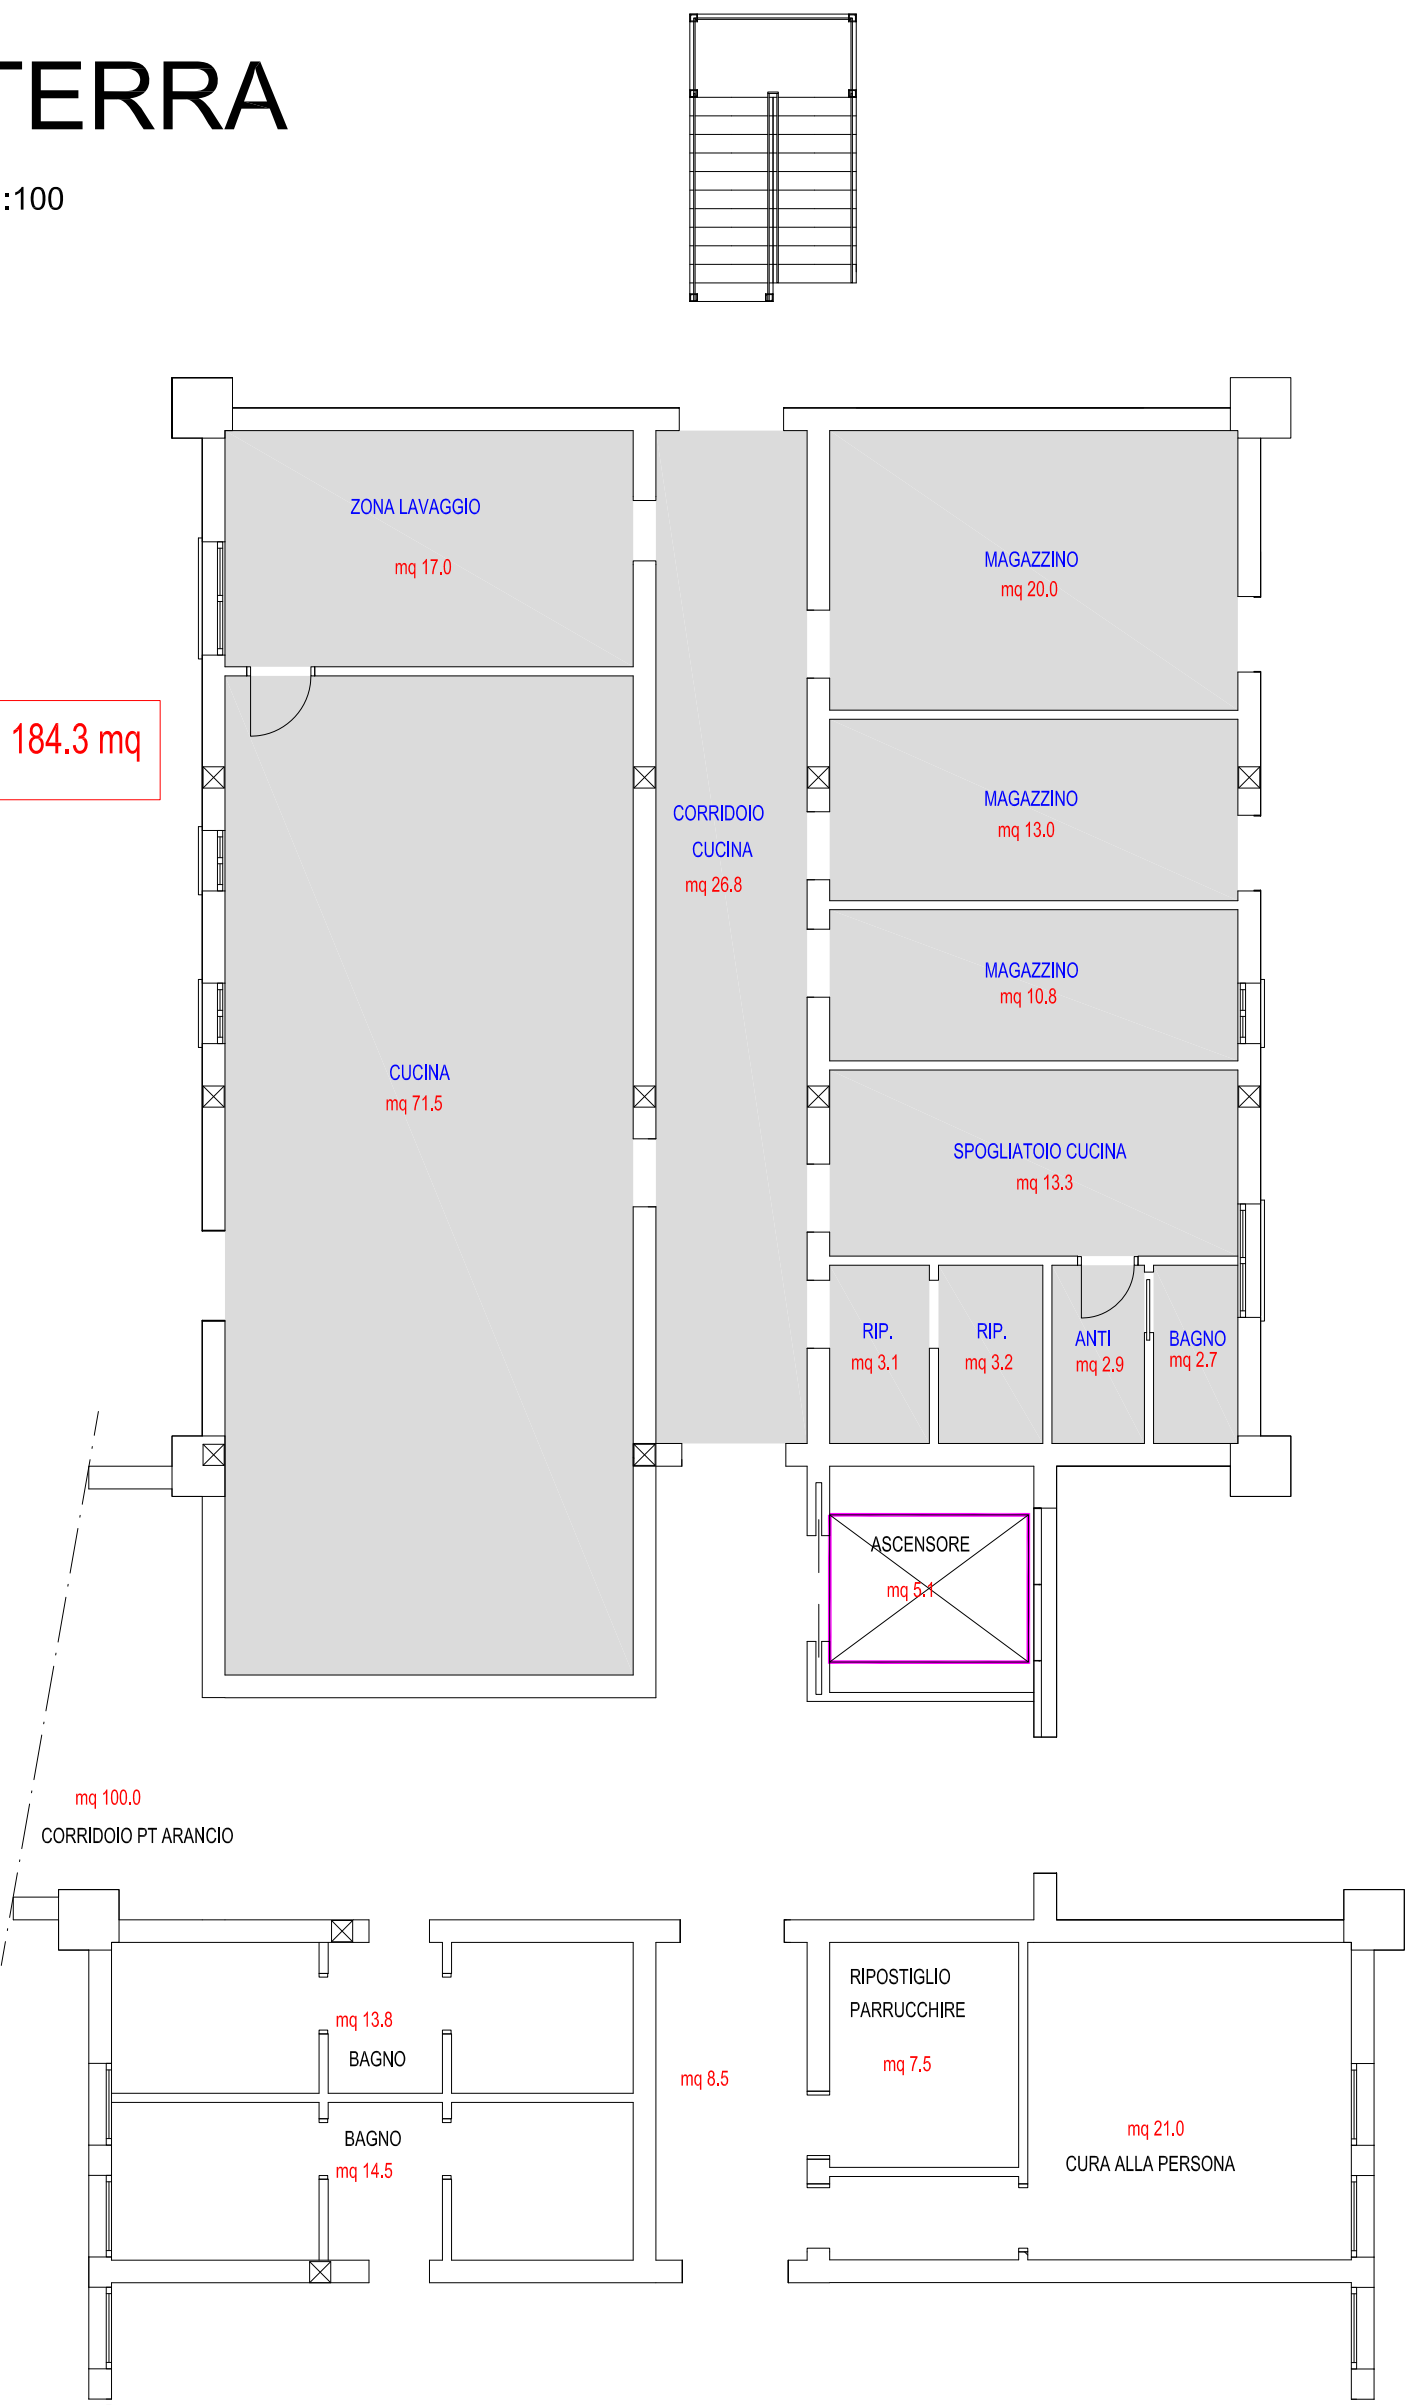 TERRA
:100
ZONA LAVAGGIO
mq 17.0
MAGAZZINO
mq 20.0
184.3 mq
CORRIDOIO
CUCINA
mq 26.8
MAGAZZINO
mq 13.0
MAGAZZINO
mq 10.8
CUCINA
mq 71.5
SPOGLIATOIO CUCINA
mq 13.3
RIP.
mq 3.1
RIP.
mq 3.2
ANTI
mq 2.9
BAGNO
mq 2.7
ASCENSORE
mq 5.1
mq 100.0
CORRIDOIO PT ARANCIO
mq 13.8
BAGNO
BAGNO
mq 14.5
mq 8.5
RIPOSTIGLIO
PARRUCCHIRE
mq 7.5
mq 21.0
CURA ALLA PERSONA